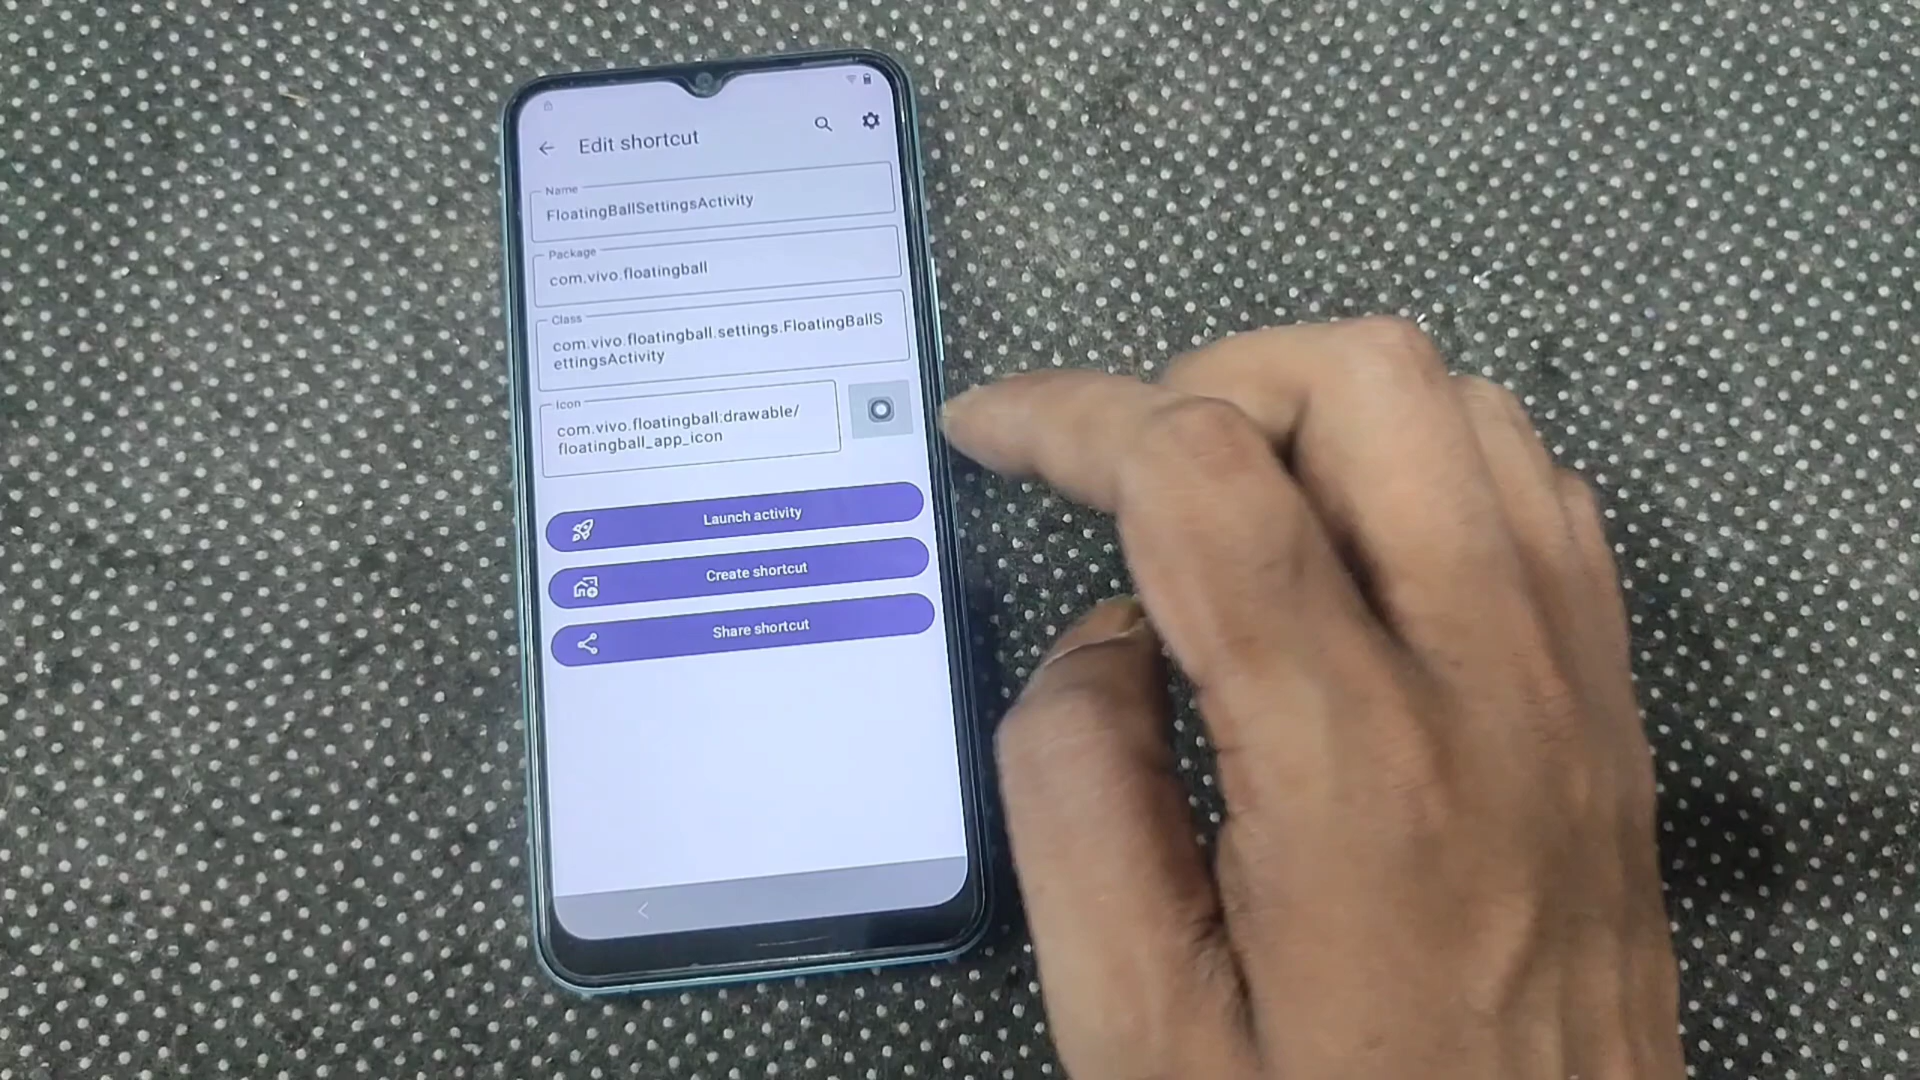 Edit shortcut
Name
FloatingBallSettingsActivity
Package
com.vivo.floatingball
Class
com.vivo.floatingball.settings.FloatingBallS
ettingsActivity
Icon
com.vivo.floatingball:drawable/
floatingball_app_icon
Launch activity
Create shortcut
Share shortcut